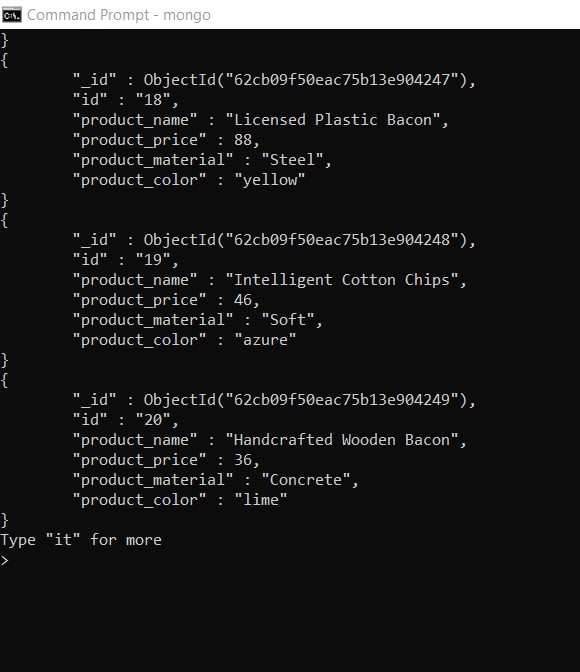 Command Prompt - mongo
}
{
"_id" : ObjectId("62cb09f50eac75b13e904247"),
"id" : "18",
"product_name" : "Licensed Plastic Bacon",
"product_price" : 88,
"product_material" : "Steel",
"product_color" : "yellow"
}
{
"_id" : ObjectId("62cb09f50eac75b13e904248"),
"id" : "19",
"product_name" : "Intelligent Cotton Chips",
"product_price" : 46,
"product_material" : "Soft",
"product_color" : "azure"
}
{
"_id" : ObjectId("62cb09f50eac75b13e904249"),
"id" : "20",
"product_name" : "Handcrafted Wooden Bacon",
"product_price" : 36,
"product_material" : "Concrete",
"product_color" : "lime"
}
Type "it" for more
>